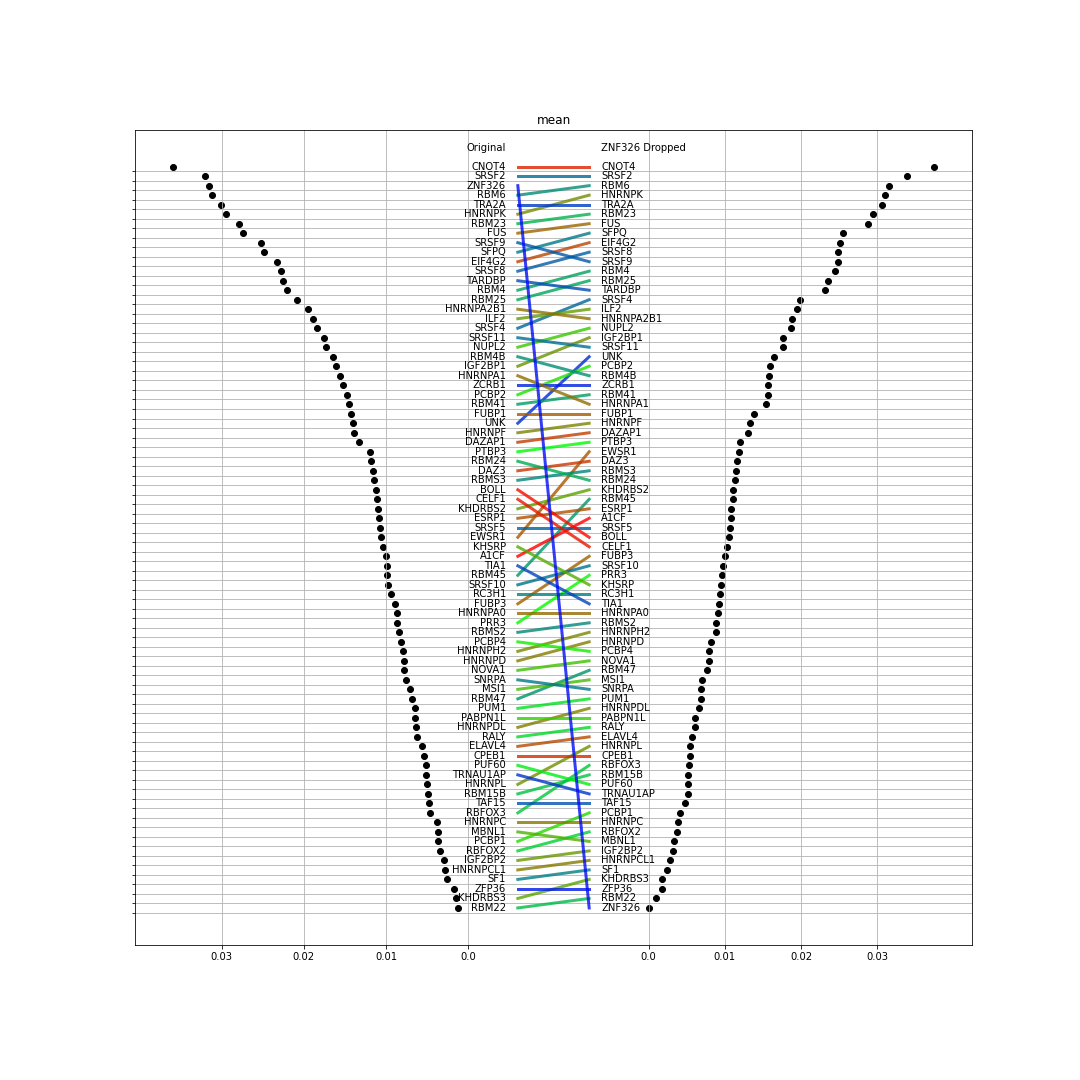 mean
Original ZNF326 Dropped
CNOT4 CNOT4
SRSF2 SRSF2
ZNF326 RBM6
RBM6 HNRNPK
TRA2A TRA2A
HNRNPK RBM23
RBM23 FUS
FUS SFPQ
SRSF9 EIF4G2
SFPQ SRSF8
EIF4G2 SRSF9
SRSF8 RBM4
TARDBP RBM25
RBM4 TARDBP
RBM25 SRSF4
HNRNPA2B1 ILF2
ILF2 HNRNPA2B1
SRSF4 NUPL2
SRSF11 IGF2BP1
NUPL2 SRSF11
RBM4B UNK
IGF2BP1 PCBP2
HNRNPA1 RBM4B
ZCRB1 ZCRB1
PCBP2 RBM41
RBM41 HNRNPA1
FUBP1 FUBP1
UNK HNRNPF
HNRNPF DAZAP1
DAZAP1 PTBP3
PTBP3 EWSR1
RBM24 DAZ3
DAZ3 RBMS3
RBMS3 RBM24
BOLL KHDRBS2
CELF1 RBM45
KHDRBS2 ESRP1
ESRP1 A1CF
SRSF5 SRSF5
EWSR1 BOLL
KHSRP CELF1
A1CF FUBP3
TIA1 SRSF10
RBM45 PRR3
SRSF10 KHSRP
RC3H1 RC3H1
FUBP3 TIA1
HNRNPA0 HNRNPA0
PRR3 RBMS2
RBMS2 HNRNPH2
PCBP4 HNRNPD
HNRNPH2 PCBP4
HNRNPD NOVA1
NOVA1 RBM47
SNRPA MSI1
MSI1 SNRPA
RBM47 PUM1
PUM1 HNRNPDL
PABPN1L PABPN1L
HNRNPDL RALY
RALY ELAVL4
ELAVL4 HNRNPL
CPEB1 CPEB1
PUF60 RBFOX3
TRNAU1AP RBM15B
HNRNPL PUF60
RBM15B TRNAU1AP
TAF15 TAF15
RBFOX3 PCBP1
HNRNPC HNRNPC
MBNL1 RBFOX2
PCBP1 MBNL1
RBFOX2 IGF2BP2
IGF2BP2 HNRNPCL1
HNRNPCL1 SF1
SF1 KHDRBS3
ZFP36 ZFP36
KHDRBS3 RBM22
RBM22 ZNF326
0.03 0.02 0.01 0.0 0.0 0.01 0.02 0.03